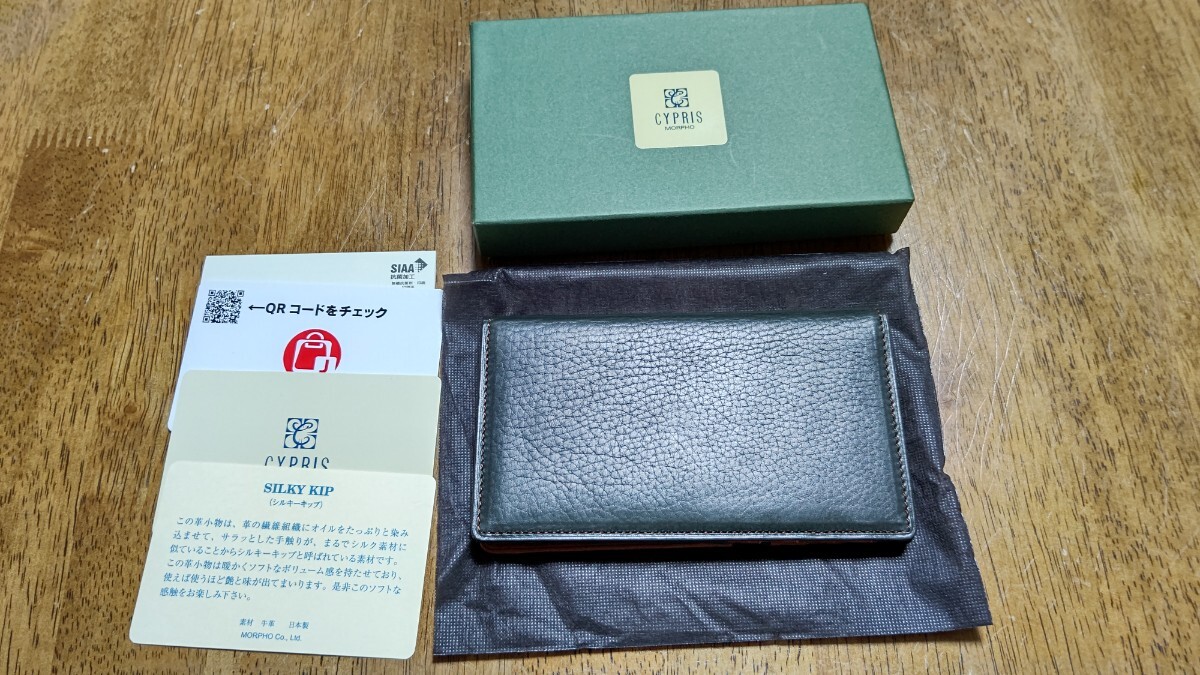 CYPRIS
MORPHO
SIAA
抗菌加工
←QRコードをチェック
CYPRIS
SILKY KIP
(シルキーキップ)
この革小物は、革の繊維組織にオイルをたっぷりと染み
込ませて、サラッとした手触りが、まるでシルク素材に
似ていることからシルキーキップと呼ばれている素材です。
この革小物は暖かくソフトなボリューム感を持たせており、
使えば使うほど艶と味が出てまいります。是非このソフトな
感触をお楽しみ下さい。
素材 牛革 日本製
MORPHO Co., Ltd.